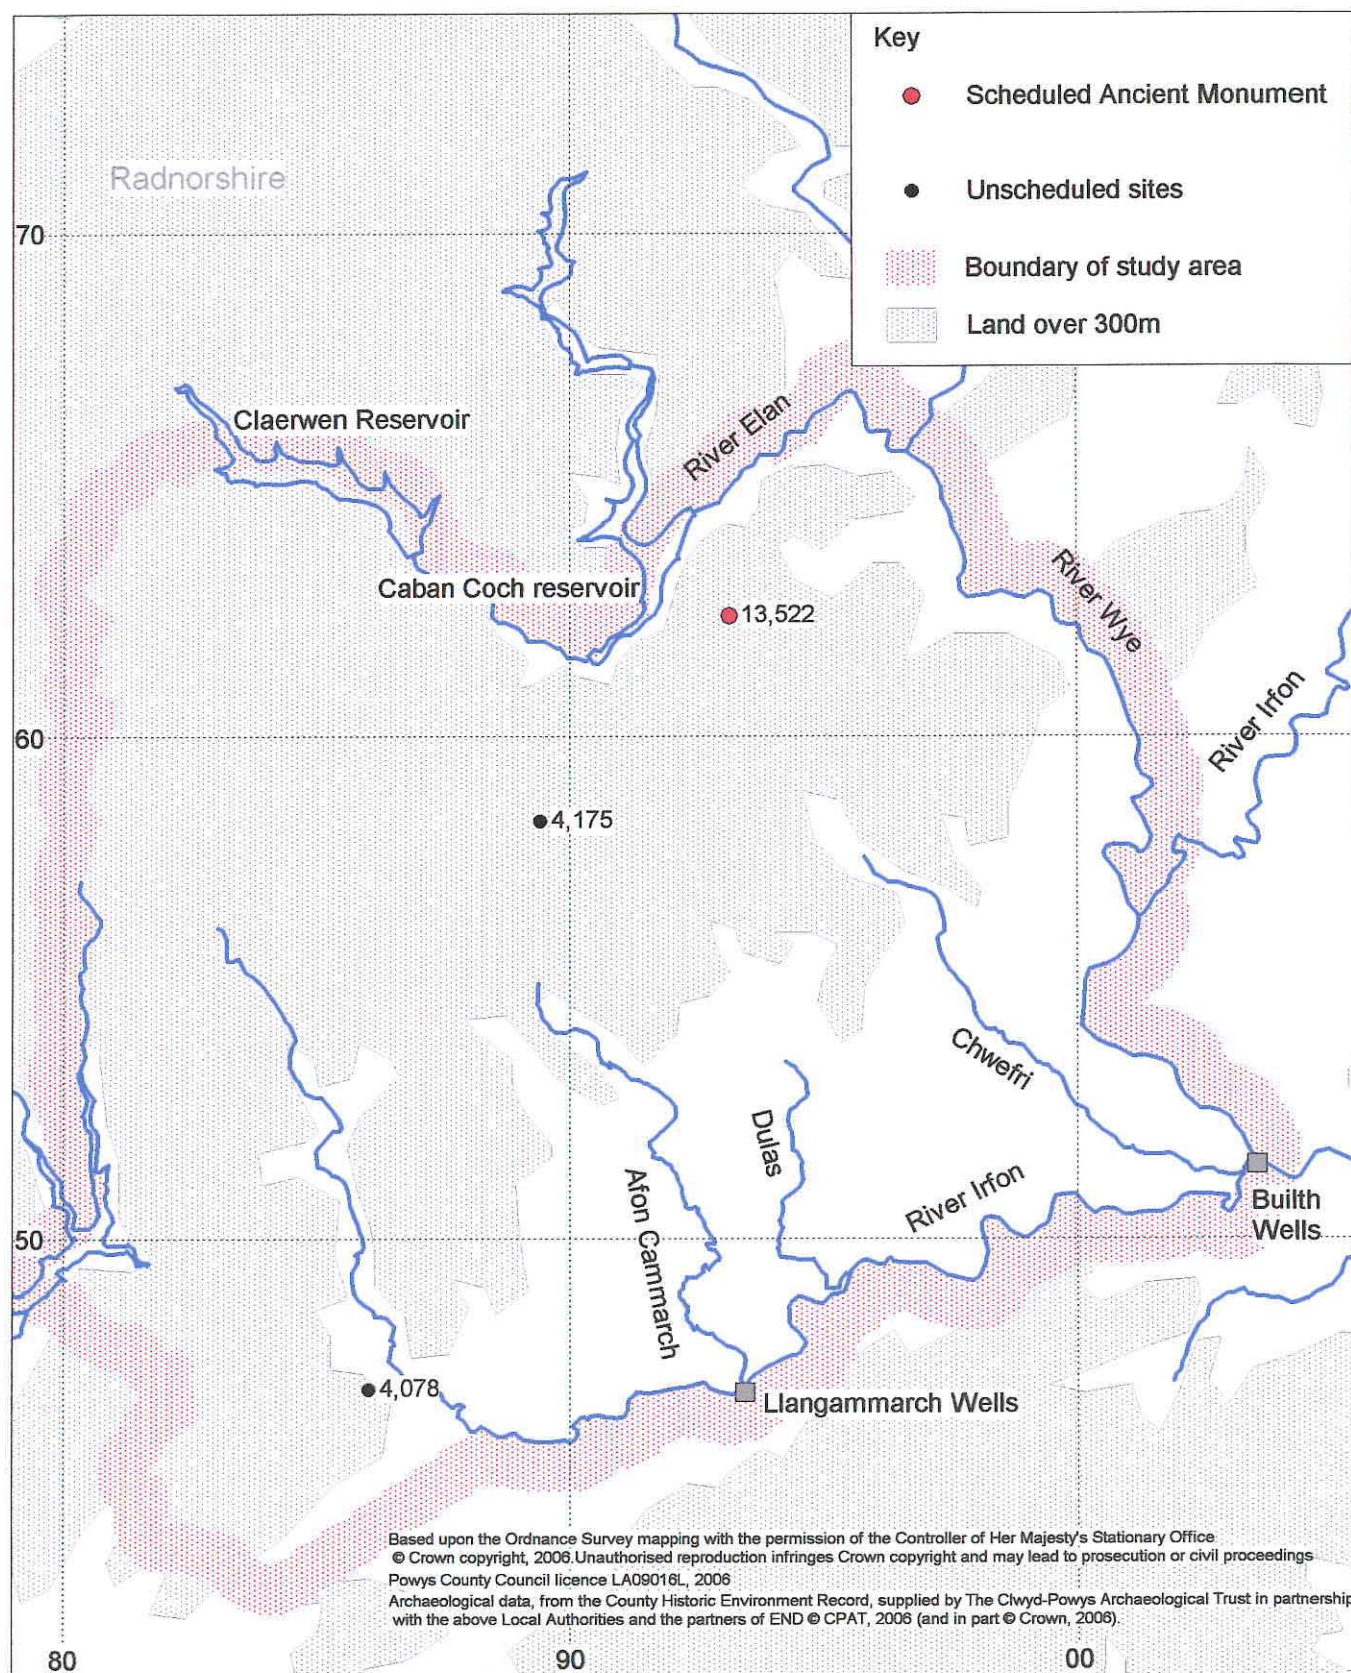 Key
Scheduled Ancient Monument
Unscheduled sites
Boundary of study area
Land over 300m
Radnorshire
70
Claerwen Reservoir
River Elan
Caban Coch reservoir
13,522
River Wye
River Irfon
60
4,175
Chwefri
Dulas
Afon Cammarch
River Irfon
Builth
Wells
50
4,078
Llangammarch Wells
Based upon the Ordnance Survey mapping with the permission of the Controller of Her Majesty's Stationary Office
© Crown copyright, 2006.Unauthorised reproduction infringes Crown copyright and may lead to prosecution or civil proceedings
Powys County Council licence LA09016L, 2006
Archaeological data, from the County Historic Environment Record, supplied by The Clwyd-Powys Archaeological Trust in partnership
with the above Local Authorities and the partners of END © CPAT, 2006 (and in part © Crown, 2006).
80
90
00